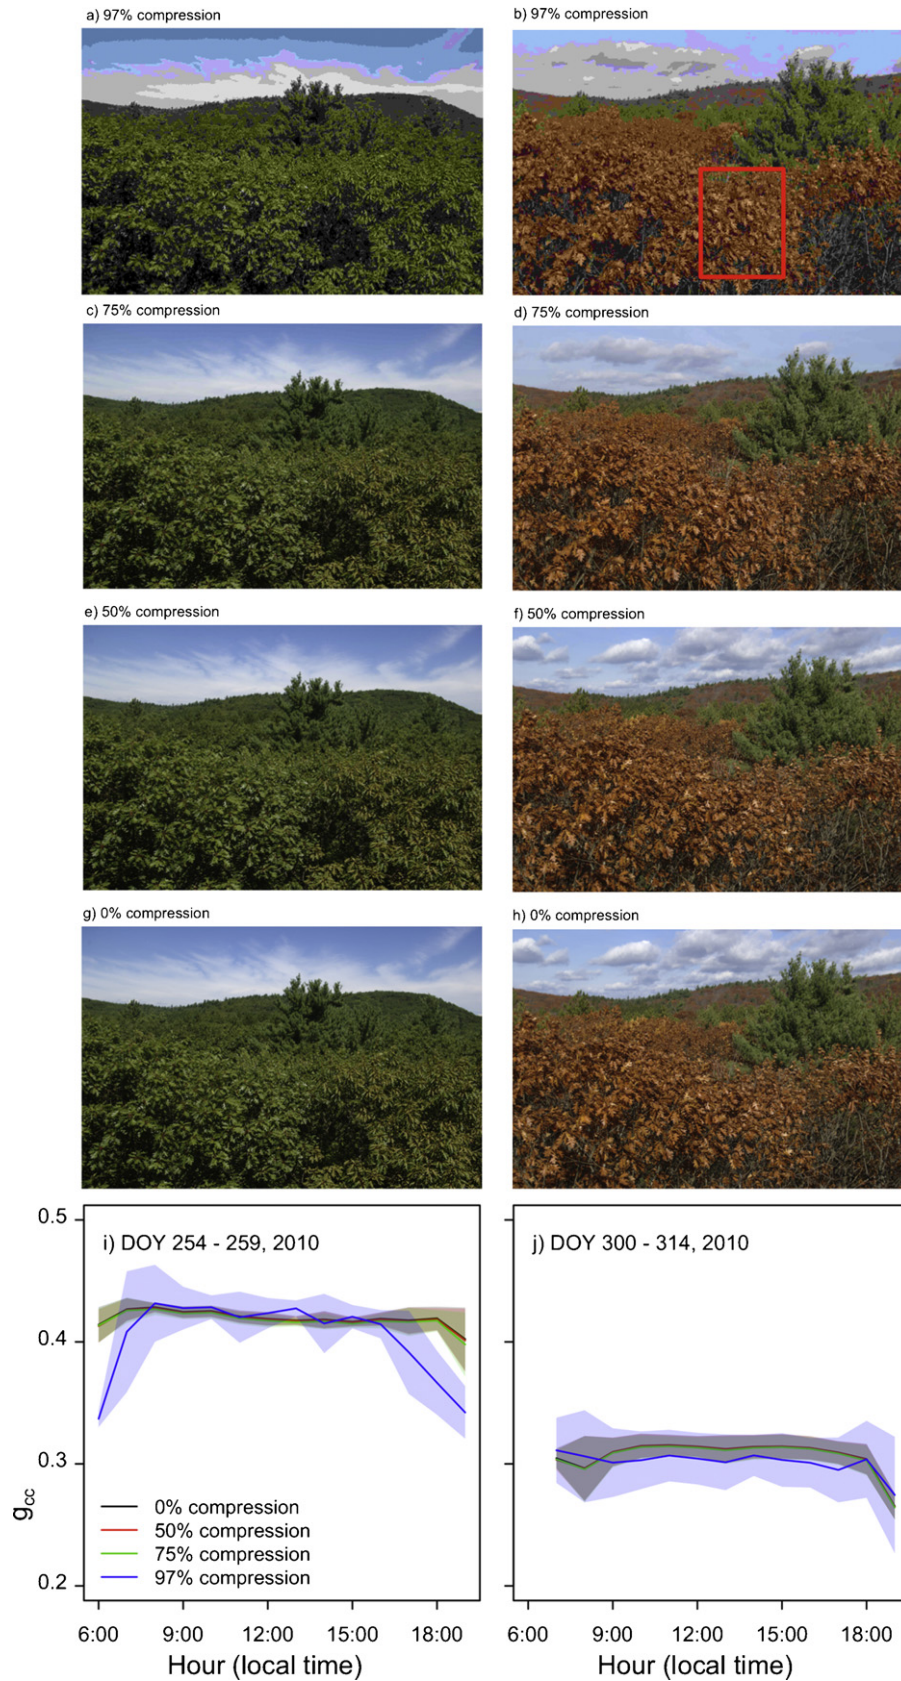 a) 97% compression
b) 97% compression
c) 75% compression
d) 75% compression
e) 50% compression
f) 50% compression
g) 0% compression
h) 0% compression
i) DOY 254 - 259, 2010
j) DOY 300 - 314, 2010
0.5
0.4
0.3
0.2
gcc
0% compression
50% compression
75% compression
97% compression
6:00 9:00 12:00 15:00 18:00
6:00 9:00 12:00 15:00 18:00
Hour (local time)
Hour (local time)